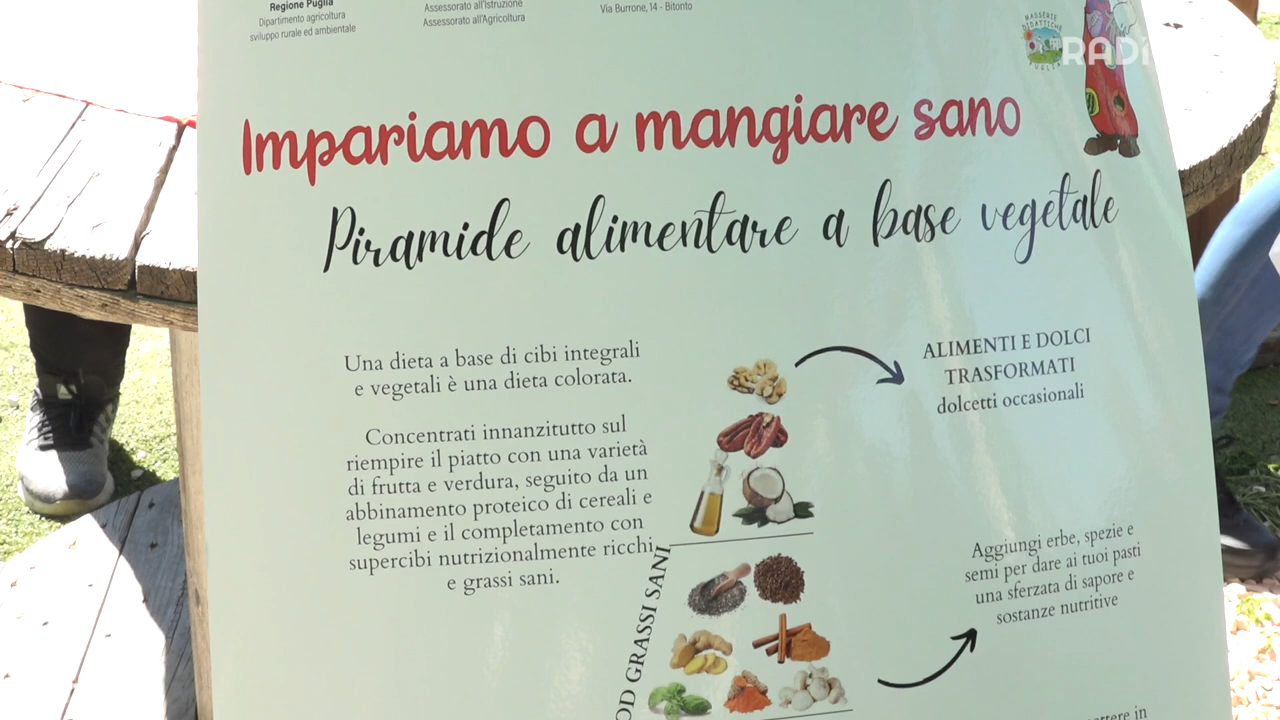 Regione Puglia
Dipartimento agricoltura
sviluppo rurale ed ambientale
Assessorato all'Istruzione
Assessorato all'Agricoltura
Via Burrone, 14 - Bitonto
MASSERIE
DIDATTICHE
RADI
Impariamo a mangiare sano
Piramide alimentare a base vegetale
Una dieta a base di cibi integrali
e vegetali è una dieta colorata.
Concentrati innanzitutto sul
riempire il piatto con una varietà
di frutta e verdura, seguito da un
abbinamento proteico di cereali e
legumi e il completamento con
supercibi nutrizionalmente ricchi
e grassi sani.
ALIMENTI E DOLCI
TRASFORMATI
dolcetti occasionali
GRASSI SANI
Aggiungi erbe, spezie e
semi per dare ai tuoi pasti
una sferzata di sapore e
sostanze nutritive